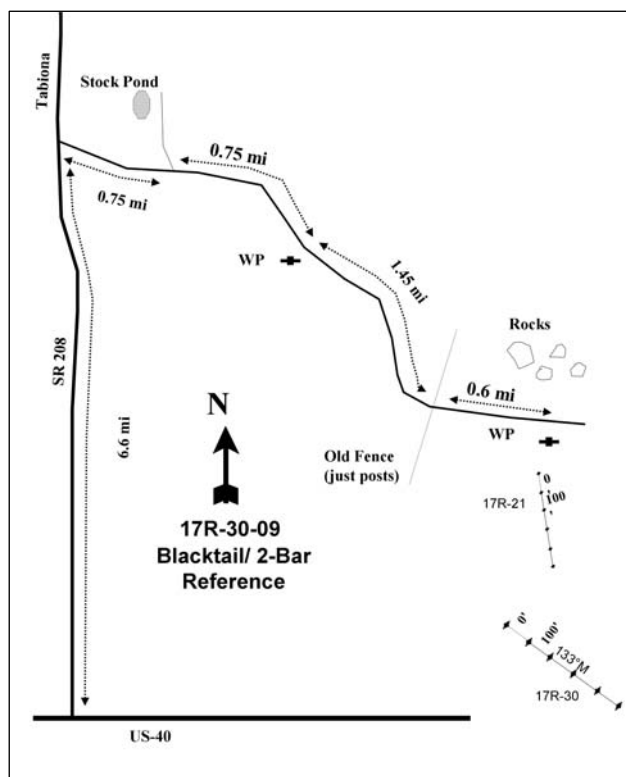 Tabiona
Stock Pond
0.75 mi
0.75 mi
WP
1.45 mi
SR 208
Rocks
0.6 mi
6.6 mi
N
WP
Old Fence
(just posts)
17R-30-09
Blacktail/ 2-Bar
Reference
0'
100'
17R-21
0'
100'
133°M
17R-30
US-40